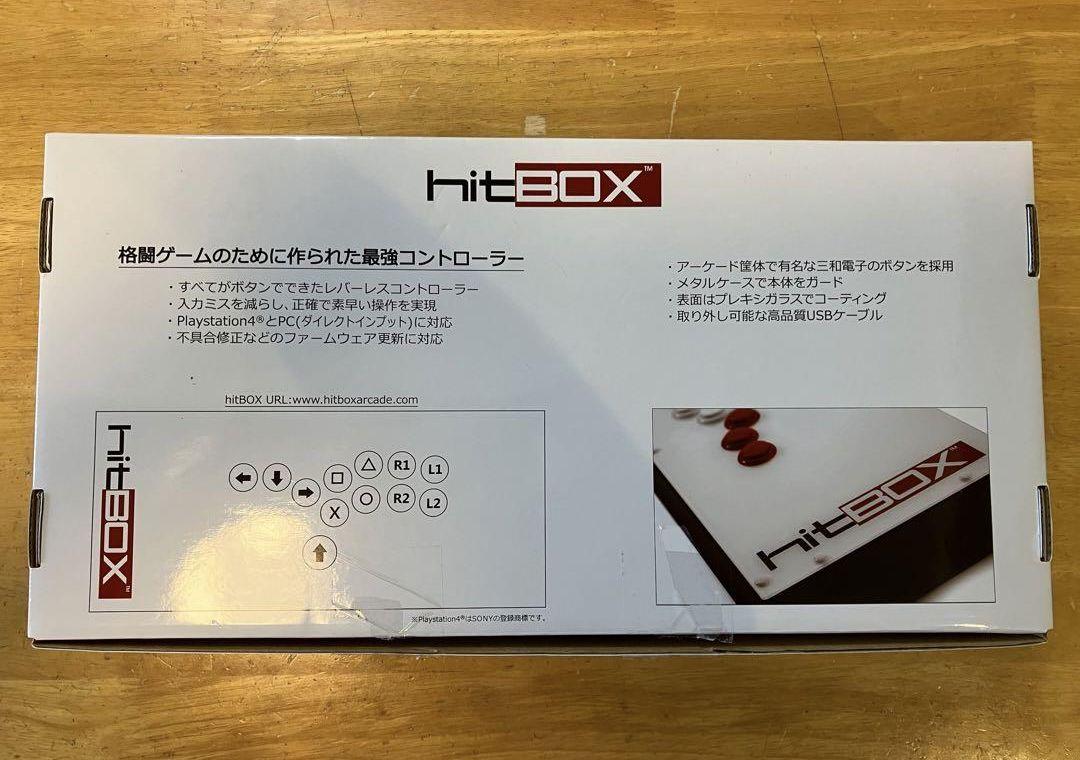 hitBOX™
格闘ゲームのために作られた最強コントローラー
・すべてがボタンでできたレバーレスコントローラー
・入力ミスを減らし、正確で素早い操作を実現
・Playstation4®とPC(ダイレクトインプット)に対応
・不具合修正などのファームウェア更新に対応
・アーケード筐体で有名な三和電子のボタンを採用
・メタルケースで本体をガード
・表面はプレキシガラスでコーティング
・取り外し可能な高品質USBケーブル
hitBOX URL:www.hitboxarcade.com
hitBOX™
← ↓ → □ △ R1 L1
X ○ R2 L2
↑
hitBOX™
※Playstation4®はSONYの登録商標です。